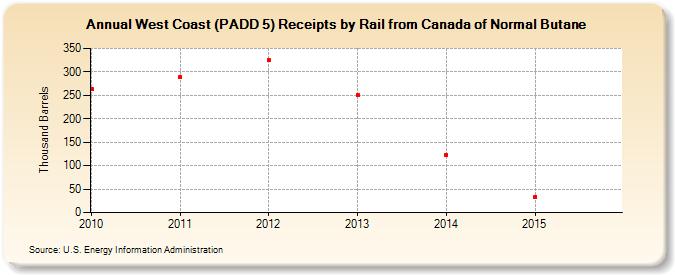 Annual West Coast (PADD 5) Receipts by Rail from Canada of Normal Butane
Thousand Barrels
350
300
250
200
150
100
50
0
2010 2011 2012 2013 2014 2015
Source: U.S. Energy Information Administration